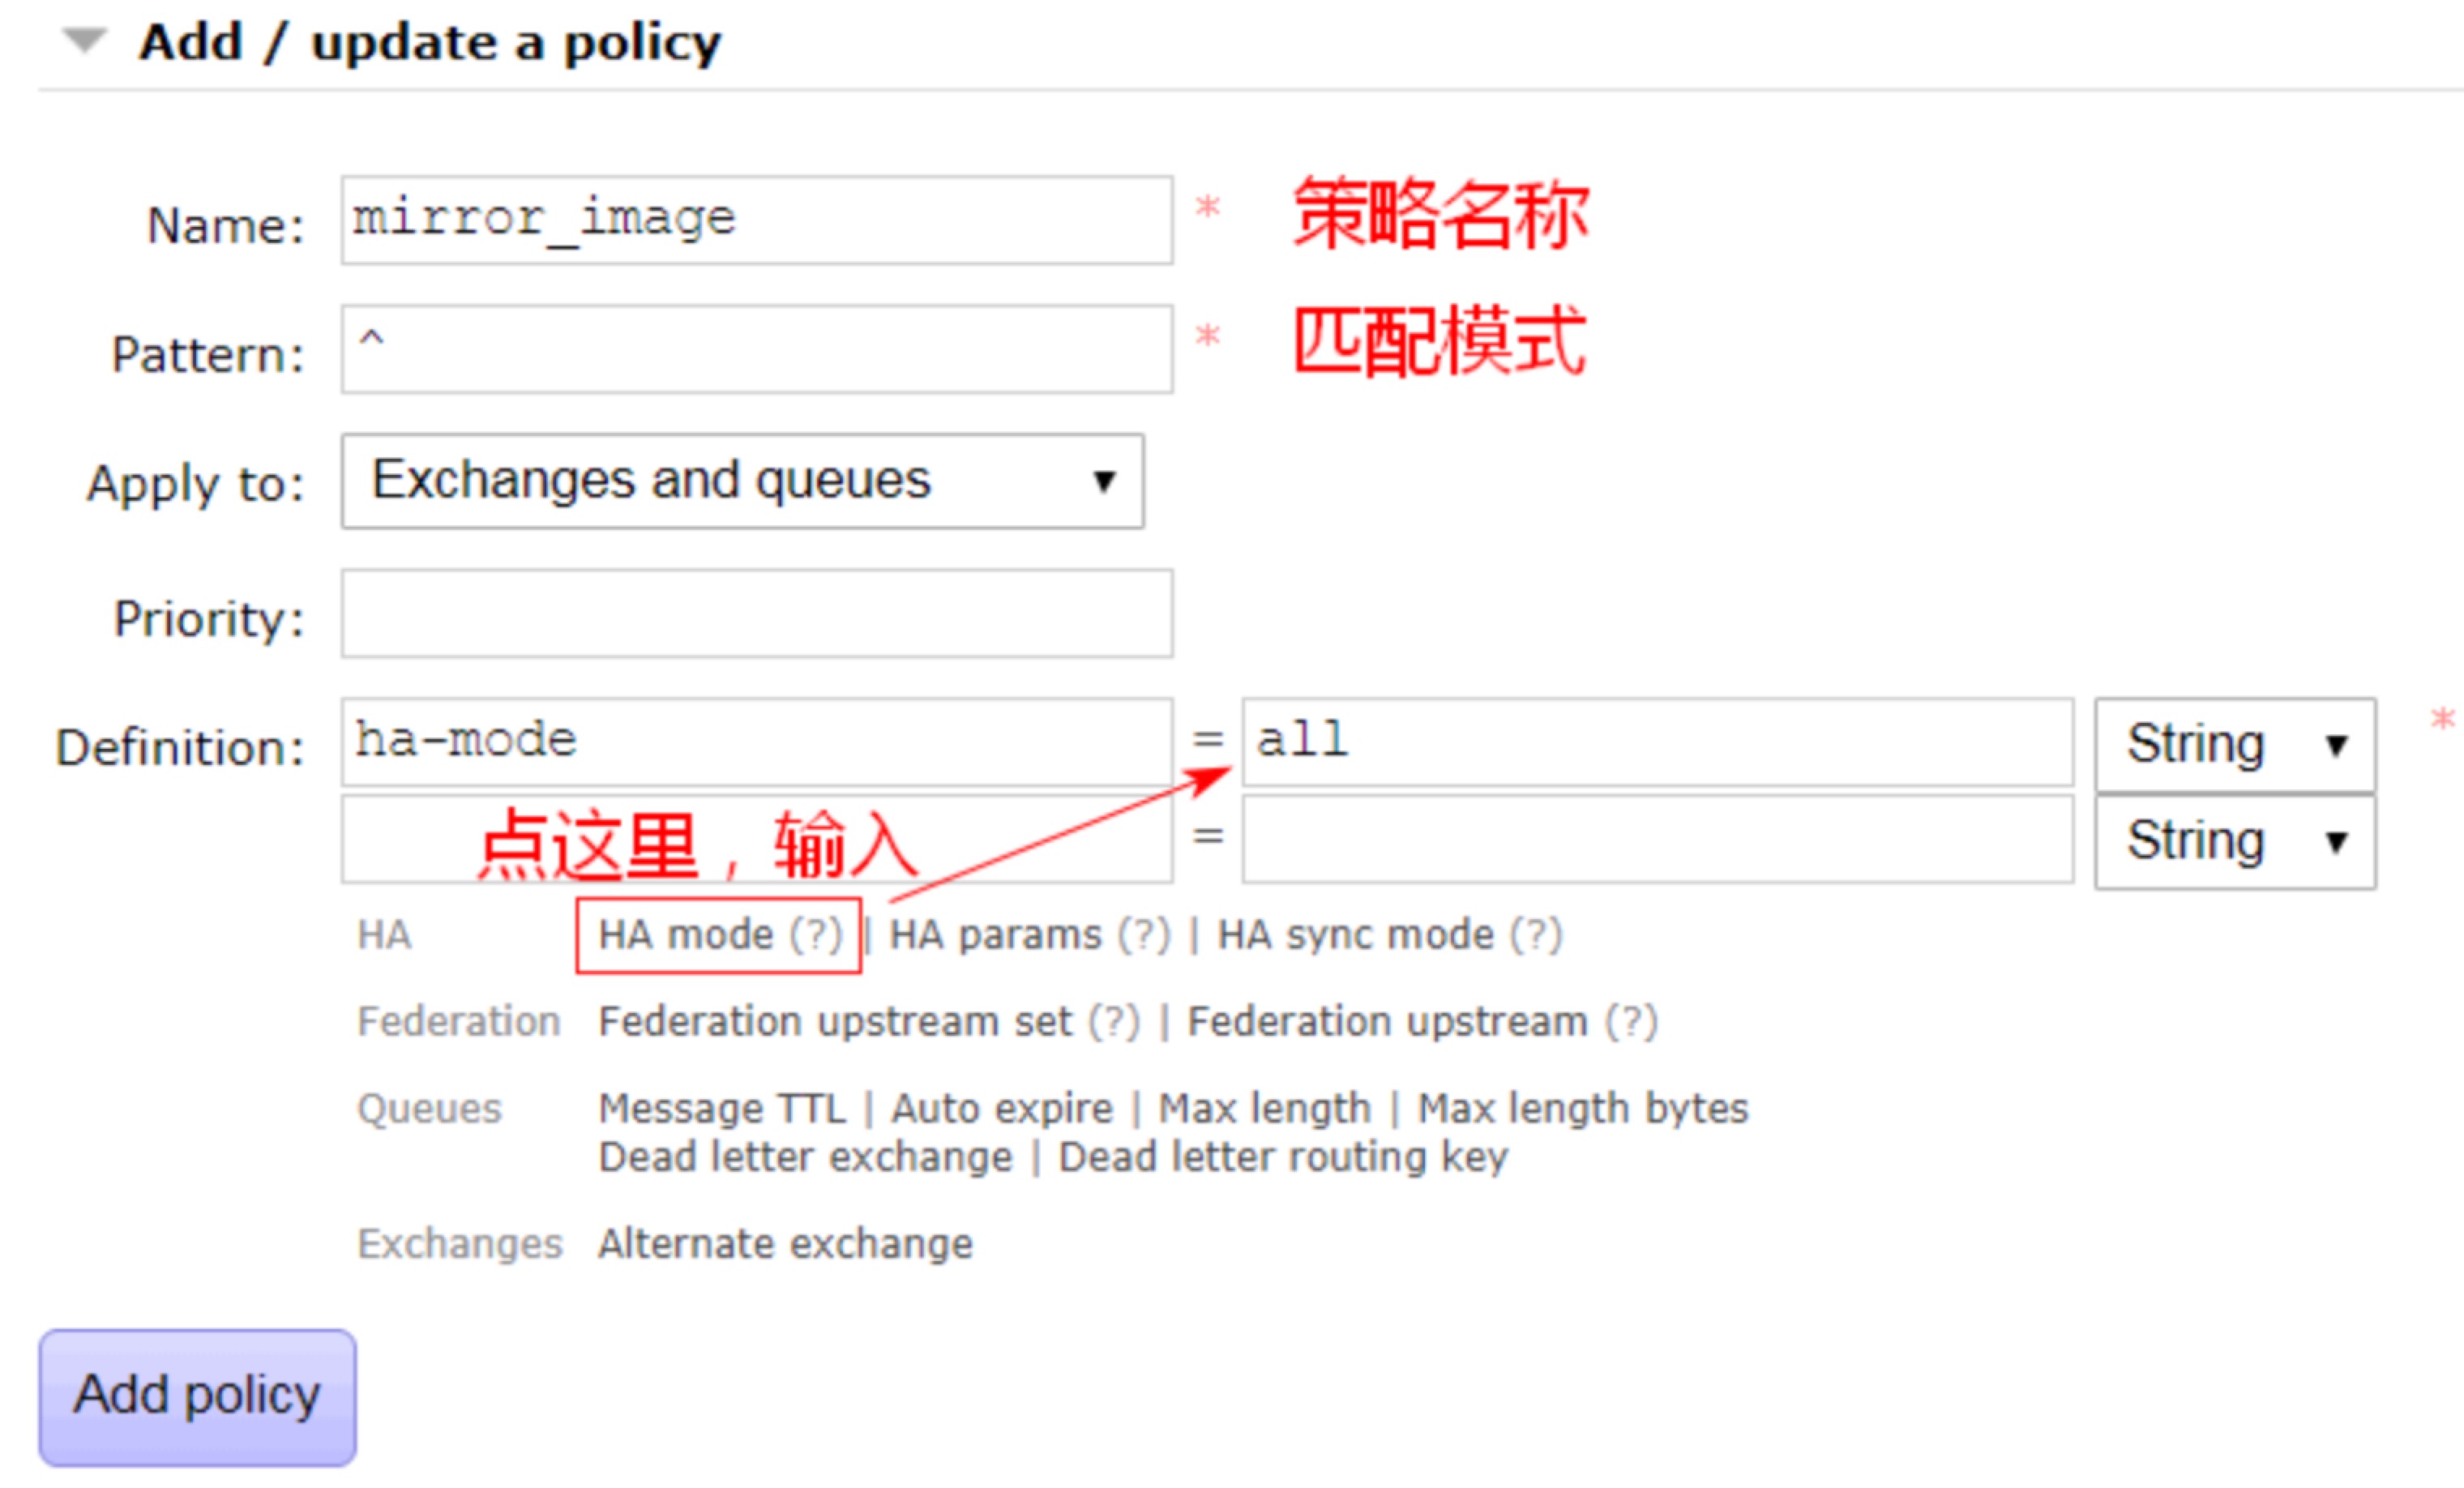 Add / update a policy
Name: mirror_image * 策略名称
Pattern: ^ * 匹配模式
Apply to: Exchanges and queues
Priority:
Definition: ha-mode = all String *
点这里，输入 = String
HA HA mode (?) | HA params (?) | HA sync mode (?)
Federation Federation upstream set (?) | Federation upstream (?)
Queues Message TTL | Auto expire | Max length | Max length bytes
Dead letter exchange | Dead letter routing key
Exchanges Alternate exchange
Add policy